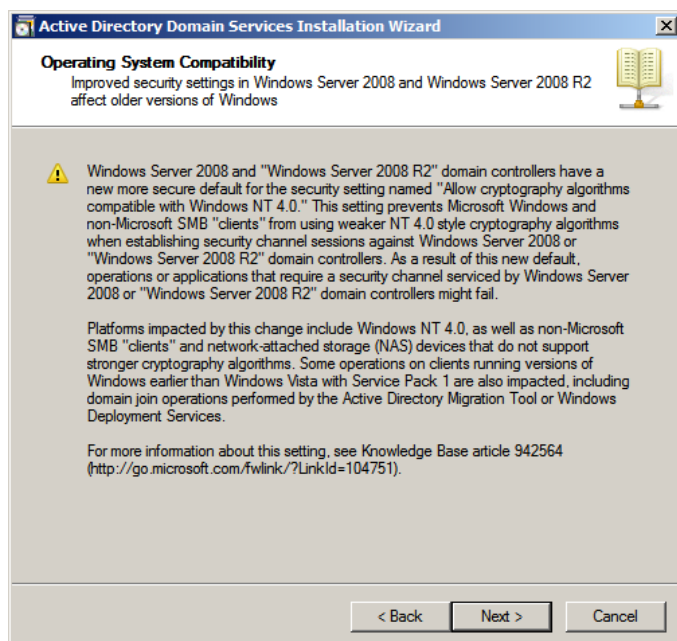 Active Directory Domain Services Installation Wizard
Operating System Compatibility
Improved security settings in Windows Server 2008 and Windows Server 2008 R2
affect older versions of Windows
Windows Server 2008 and "Windows Server 2008 R2" domain controllers have a
new more secure default for the security setting named "Allow cryptography algorithms
compatible with Windows NT 4.0." This setting prevents Microsoft Windows and
non-Microsoft SMB "clients" from using weaker NT 4.0 style cryptography algorithms
when establishing security channel sessions against Windows Server 2008 or
"Windows Server 2008 R2" domain controllers. As a result of this new default,
operations or applications that require a security channel serviced by Windows Server
2008 or "Windows Server 2008 R2" domain controllers might fail.
Platforms impacted by this change include Windows NT 4.0, as well as non-Microsoft
SMB "clients" and network-attached storage (NAS) devices that do not support
stronger cryptography algorithms. Some operations on clients running versions of
Windows earlier than Windows Vista with Service Pack 1 are also impacted, including
domain join operations performed by the Active Directory Migration Tool or Windows
Deployment Services.
For more information about this setting, see Knowledge Base article 942564
(http://go.microsoft.com/fwlink/?LinkId=104751).
< Back Next > Cancel